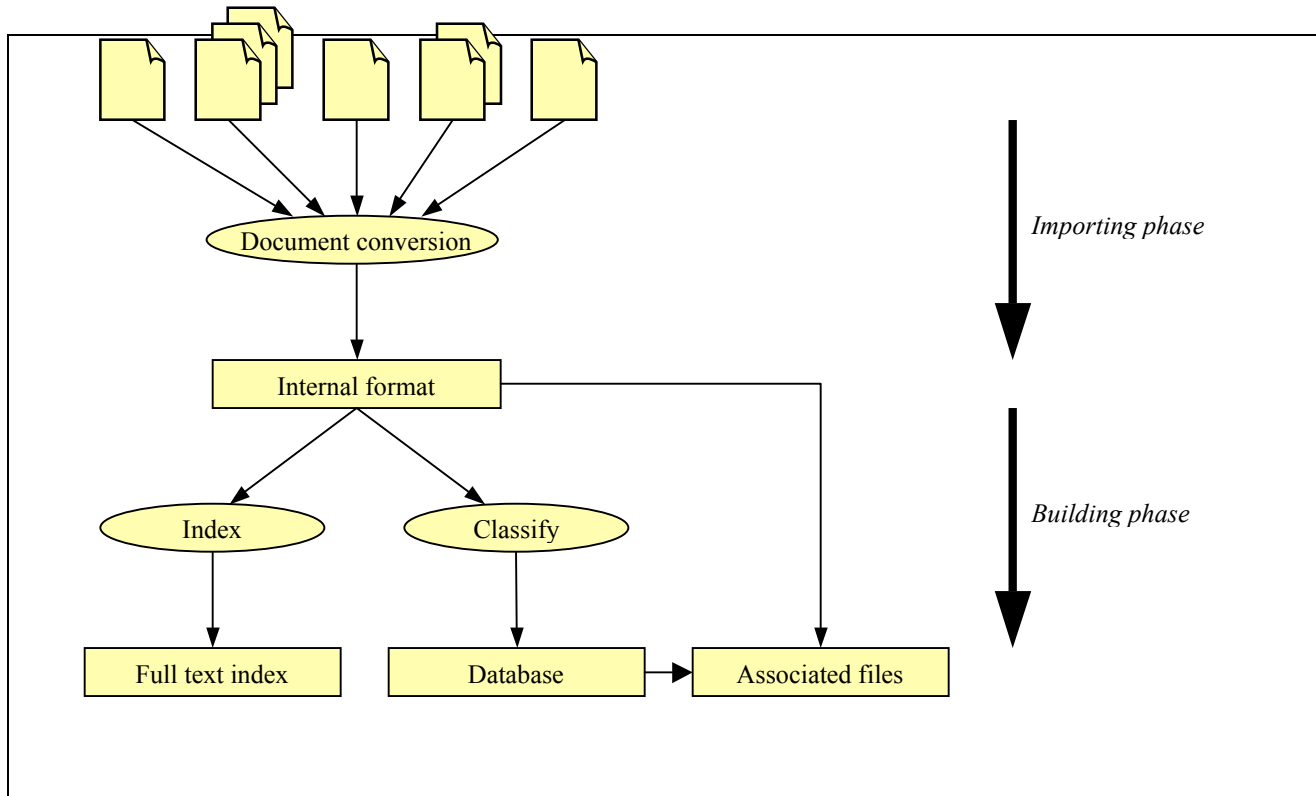 Document conversion
Importing phase
Internal format
Index
Classify
Building phase
Full text index
Database
Associated files